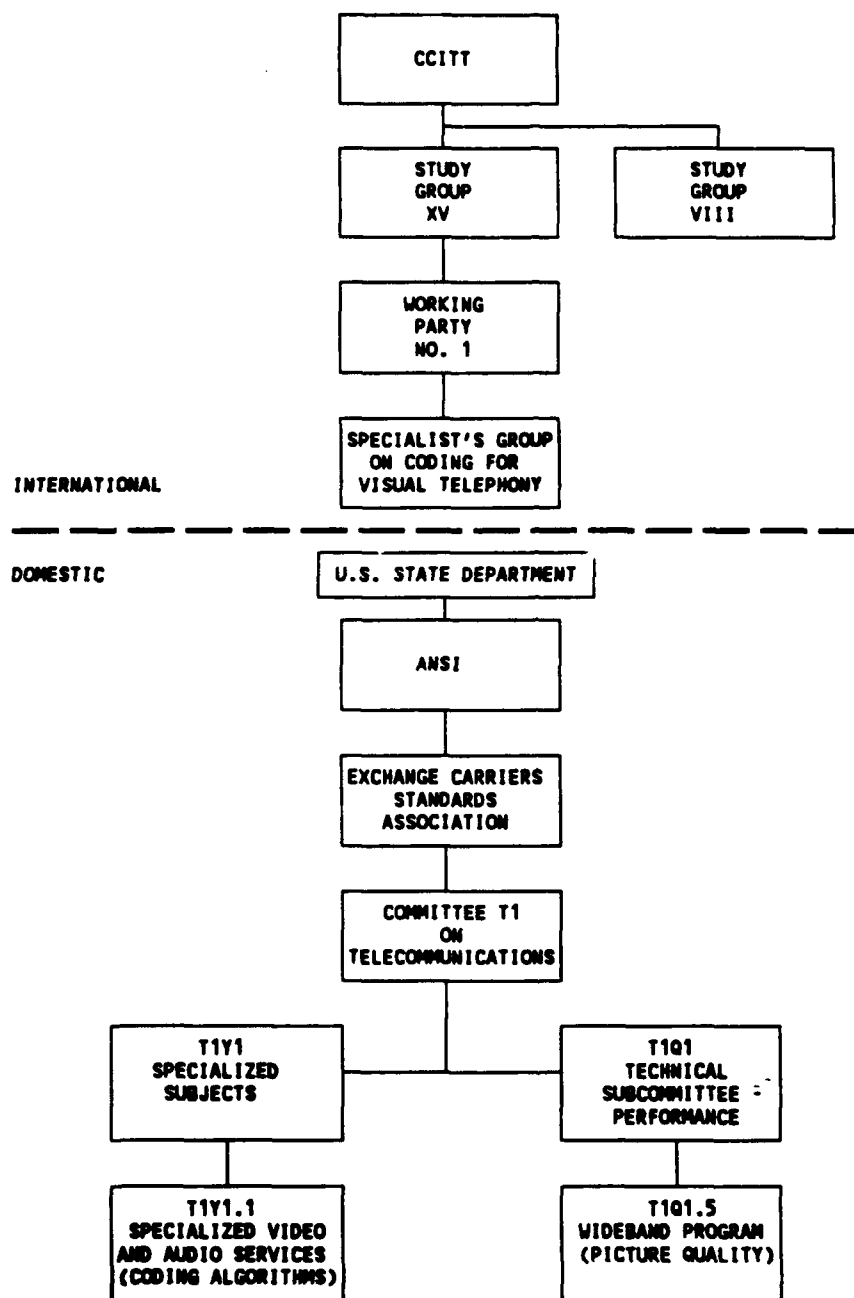 CCITT
STUDY
GROUP
XV
STUDY
GROUP
VIII
WORKING
PARTY
NO. 1
SPECIALIST'S GROUP
ON CODING FOR
VISUAL TELEPHONY
INTERNATIONAL
DOMESTIC
U.S. STATE DEPARTMENT
ANSI
EXCHANGE CARRIERS
STANDARDS
ASSOCIATION
COMMITTEE T1
ON
TELECOMMUNICATIONS
T1Y1
SPECIALIZED
SUBJECTS
T1Q1
TECHNICAL
SUBCOMMITTEE -
PERFORMANCE
T1Y1.1
SPECIALIZED VIDEO
AND AUDIO SERVICES
(CODING ALGORITHMS)
T1Q1.5
WIDEBAND PROGRAM
(PICTURE QUALITY)